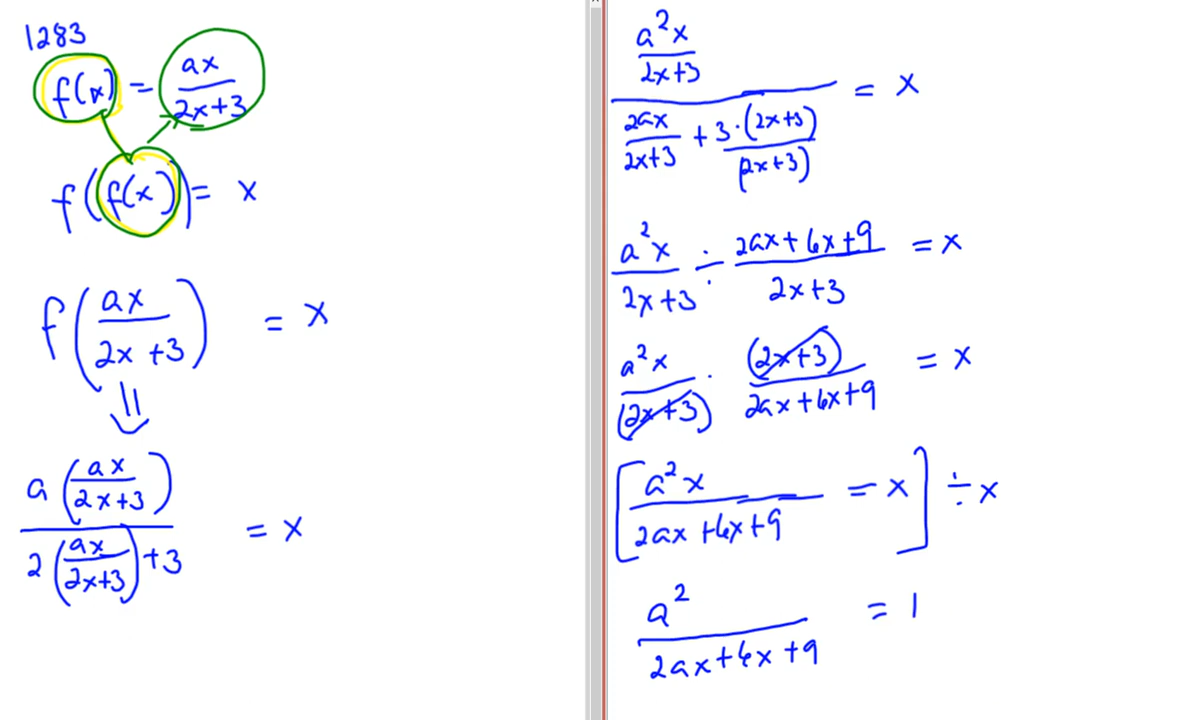 1283
f(x) = ax/(2x+3)
f(f(x)) = x
f(ax/(2x+3)) = x
a(ax/(2x+3)) / (2(ax/(2x+3))+3) = x
(a²x/(2x+3)) / (2ax/(2x+3) + 3·(2x+3)/(2x+3)) = x
a²x/(2x+3) ÷ (2ax+6x+9)/(2x+3) = x
a²x/(2x+3) · (2x+3)/(2ax+6x+9) = x
[a²x/(2ax+6x+9) = x] ÷ x
a²/(2ax+6x+9) = 1